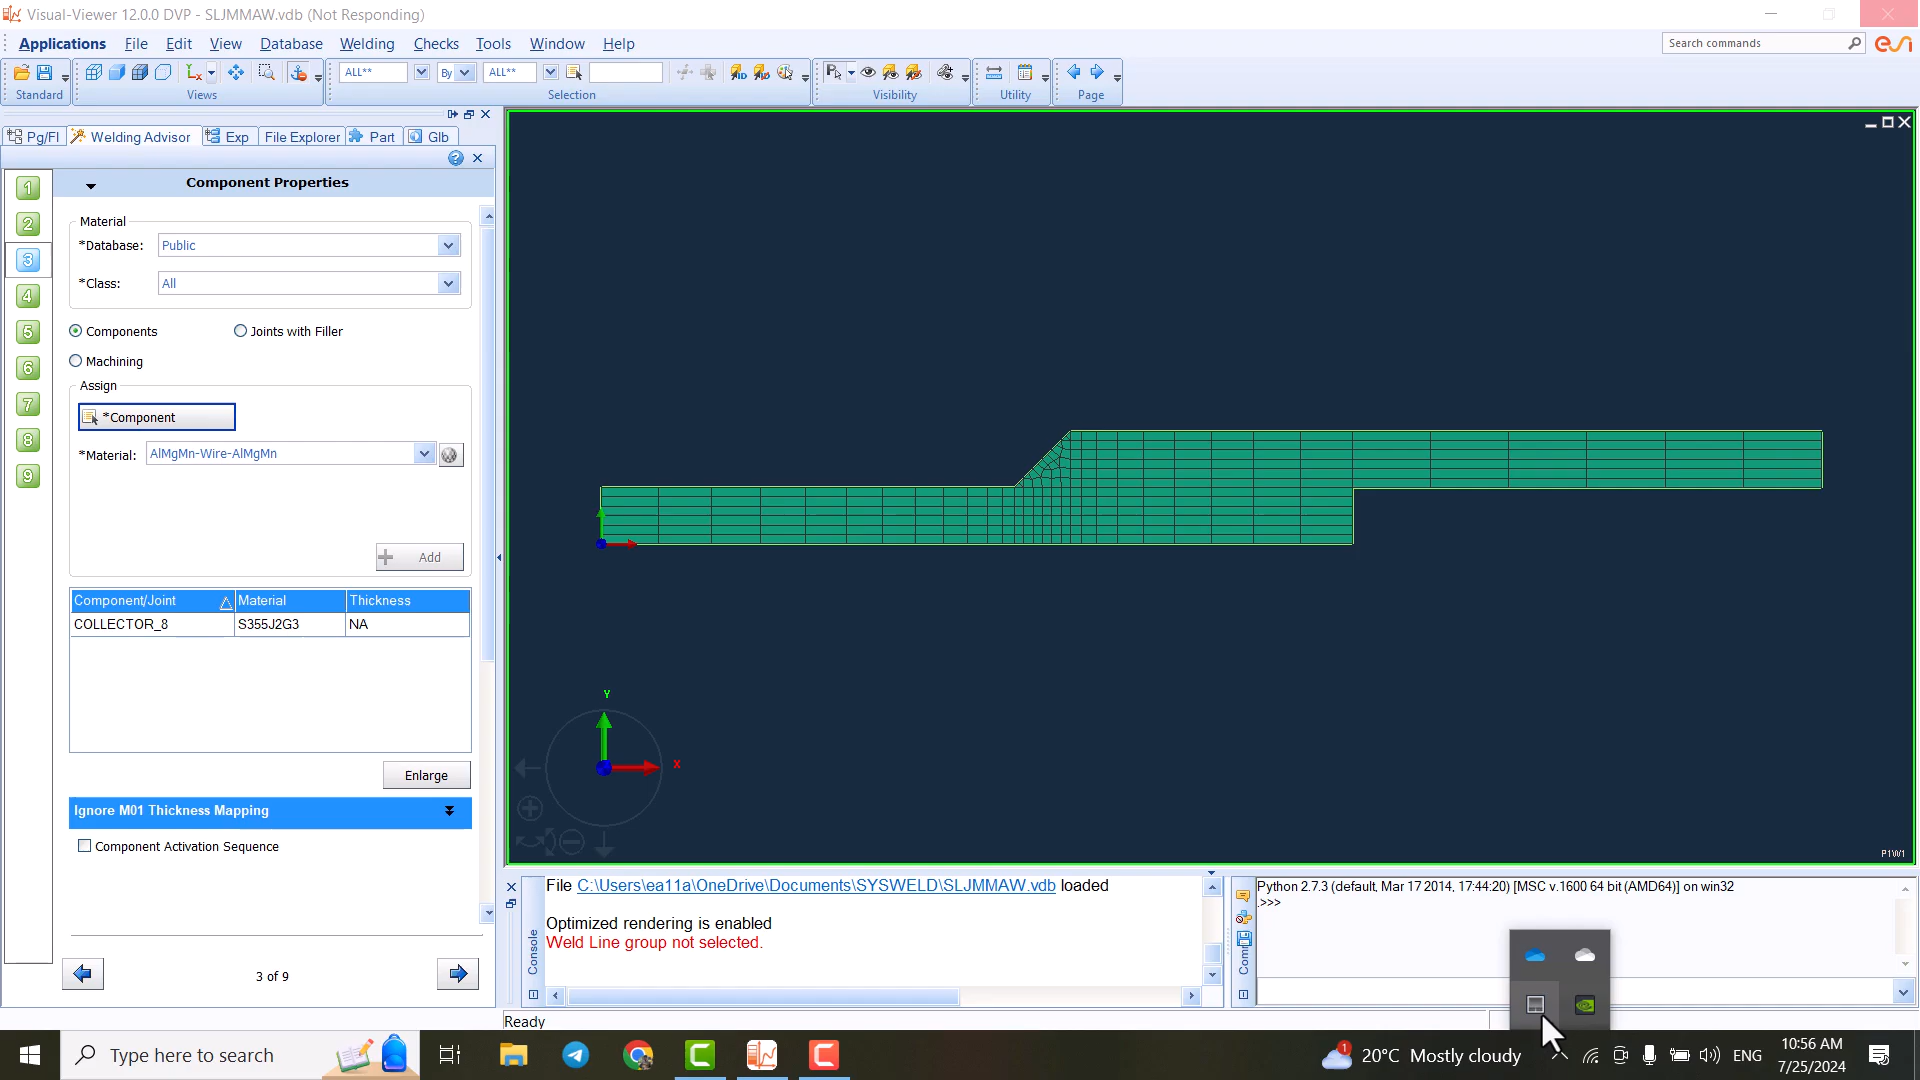 Visual-Viewer 12.0.0 DVP - SLJMMAW.vdb (Not Responding)
Applications File Edit View Database Welding Checks Tools Window Help
Search commands
esi
ALL** By ALL**
Standard Views Selection Visibility Utility Page
Pg/Fl Welding Advisor Exp File Explorer Part Glb
Component Properties
1
2
3
4
5
6
7
8
9
Material
*Database: Public
*Class: All
Components Joints with Filler
Machining
Assign
*Component
*Material: AlMgMn-Wire-AlMgMn
Add
Component/Joint Material Thickness
COLLECTOR_8 S355J2G3 NA
Enlarge
Ignore M01 Thickness Mapping
Component Activation Sequence
3 of 9
Y
X
P1W1
Console
File C:\Users\ea11a\OneDrive\Documents\SYSWELD\SLJMMAW.vdb loaded
Optimized rendering is enabled
Weld Line group not selected.
Python 2.7.3 (default, Mar 17 2014, 17:44:20) [MSC v.1600 64 bit (AMD64)] on win32
.>>>
Ready
Type here to search
1
20°C Mostly cloudy
ENG
10:56 AM
7/25/2024